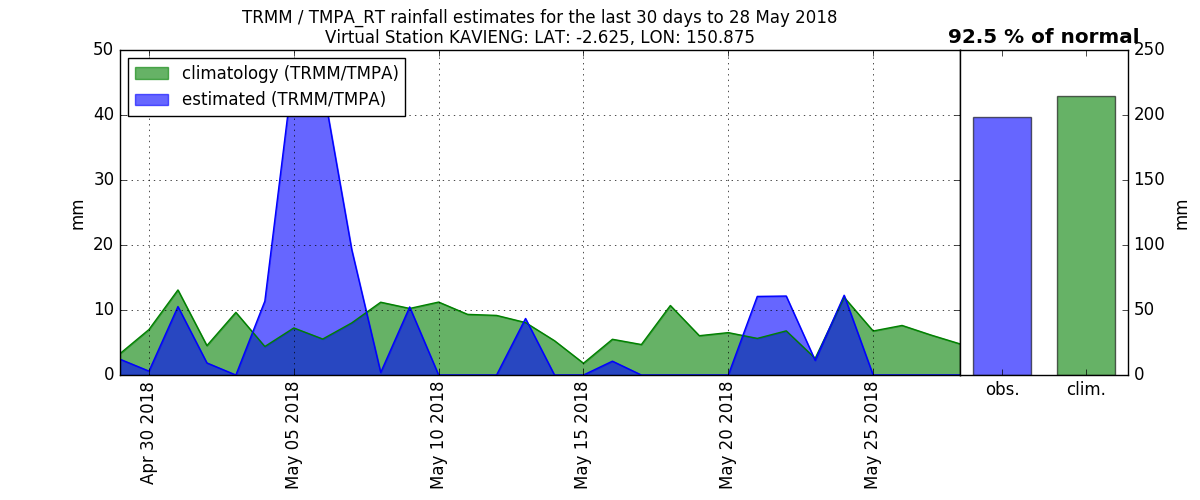 TRMM / TMPA_RT rainfall estimates for the last 30 days to 28 May 2018
Virtual Station KAVIENG: LAT: -2.625, LON: 150.875
92.5 % of normal
climatology (TRMM/TMPA)
estimated (TRMM/TMPA)
50
40
30
20
10
0
mm
Apr 30 2018
May 05 2018
May 10 2018
May 15 2018
May 20 2018
May 25 2018
obs.
clim.
250
200
150
100
50
0
mm